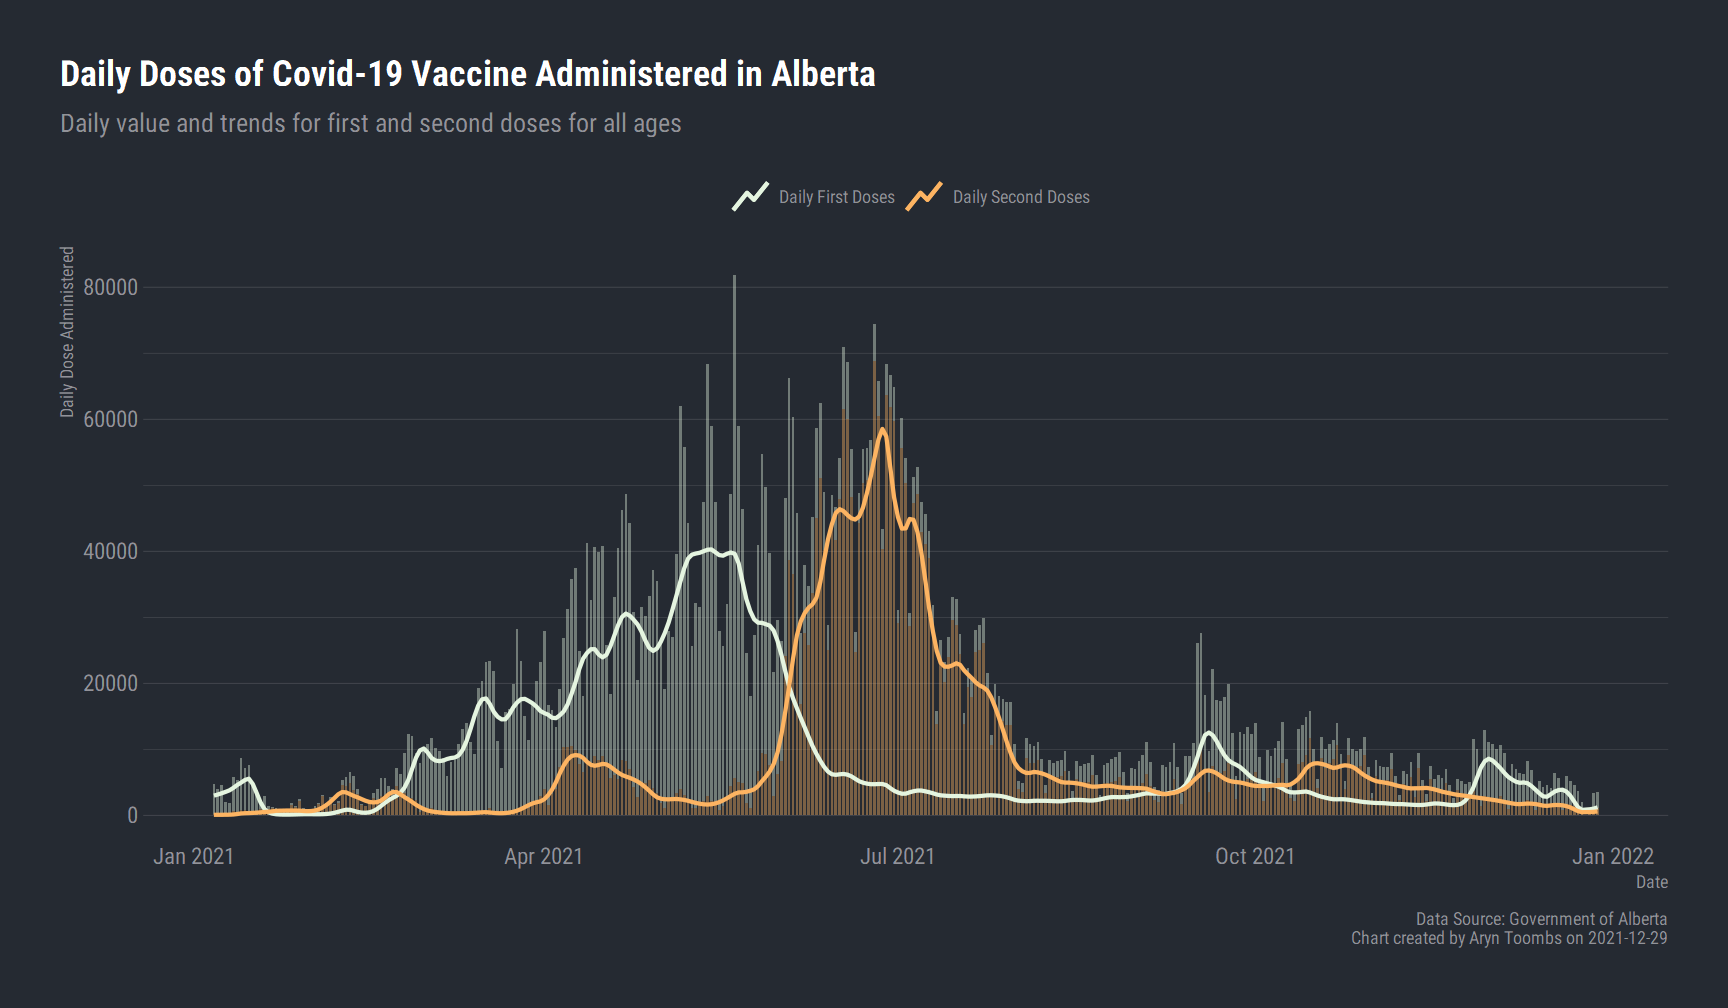 Daily Doses of Covid-19 Vaccine Administered in Alberta
Daily value and trends for first and second doses for all ages
Daily First Doses
Daily Second Doses
Daily Dose Administered
80000
60000
40000
20000
0
Jan 2021
Apr 2021
Jul 2021
Oct 2021
Jan 2022
Date
Data Source: Government of Alberta
Chart created by Aryn Toombs on 2021-12-29